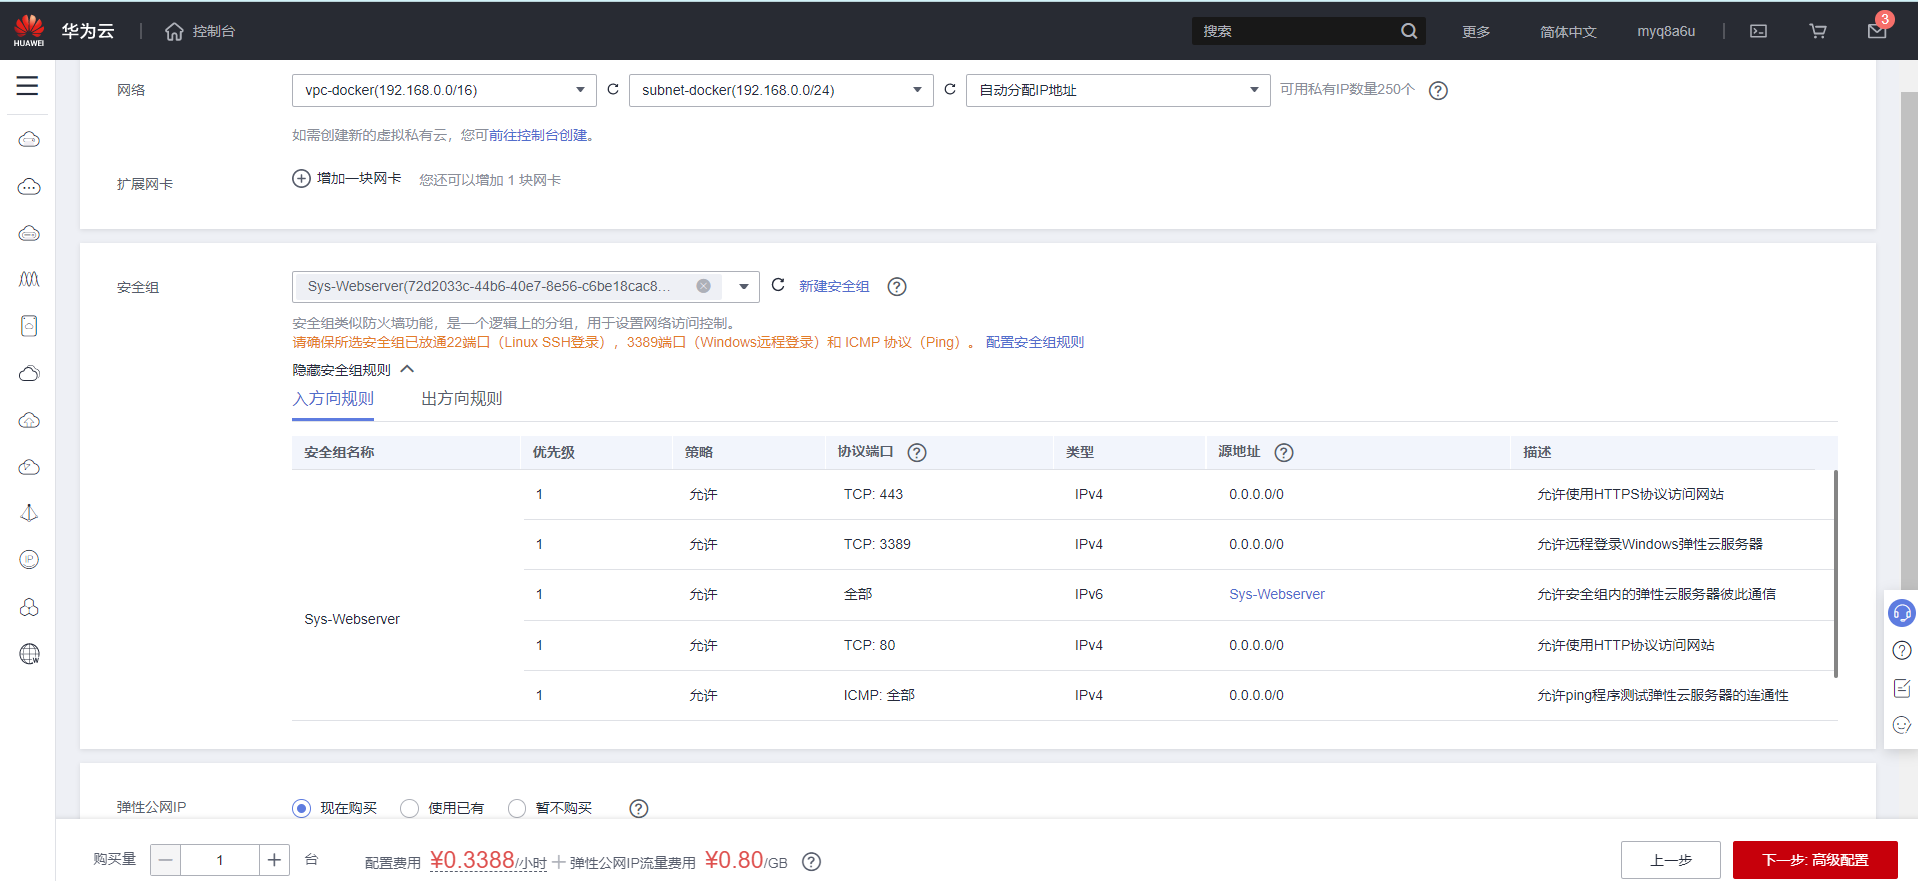 HUAWEI 华为云 | 控制台 搜索 更多 简体中文 myq8a6u 3
网络 vpc-docker(192.168.0.0/16) subnet-docker(192.168.0.0/24) 自动分配IP地址 可用私有IP数量250个
如需创建新的虚拟私有云，您可前往控制台创建。
扩展网卡 增加一块网卡 您还可以增加 1 块网卡
安全组 Sys-Webserver(72d2033c-44b6-40e7-8e56-c6be18cac8... 新建安全组
安全组类似防火墙功能，是一个逻辑上的分组，用于设置网络访问控制。
请确保所选安全组已放通22端口（Linux SSH登录），3389端口（Windows远程登录）和 ICMP 协议（Ping）。 配置安全组规则
隐藏安全组规则
入方向规则 出方向规则
安全组名称 优先级 策略 协议端口 类型 源地址 描述
1 允许 TCP: 443 IPv4 0.0.0.0/0 允许使用HTTPS协议访问网站
1 允许 TCP: 3389 IPv4 0.0.0.0/0 允许远程登录Windows弹性云服务器
1 允许 全部 IPv6 Sys-Webserver 允许安全组内的弹性云服务器彼此通信
Sys-Webserver
1 允许 TCP: 80 IPv4 0.0.0.0/0 允许使用HTTP协议访问网站
1 允许 ICMP: 全部 IPv4 0.0.0.0/0 允许ping程序测试弹性云服务器的连通性
弹性公网IP 现在购买 使用已有 暂不购买
购买量 1 台 配置费用 ¥0.3388/小时 + 弹性公网IP流量费用 ¥0.80/GB 上一步 下一步: 高级配置